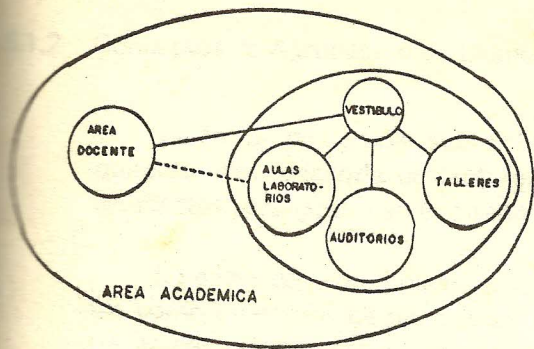 VESTIBULO
AREA
DOCENTE
AULAS
LABORATO-
RIOS
TALLERES
AUDITORIOS
AREA ACADEMICA